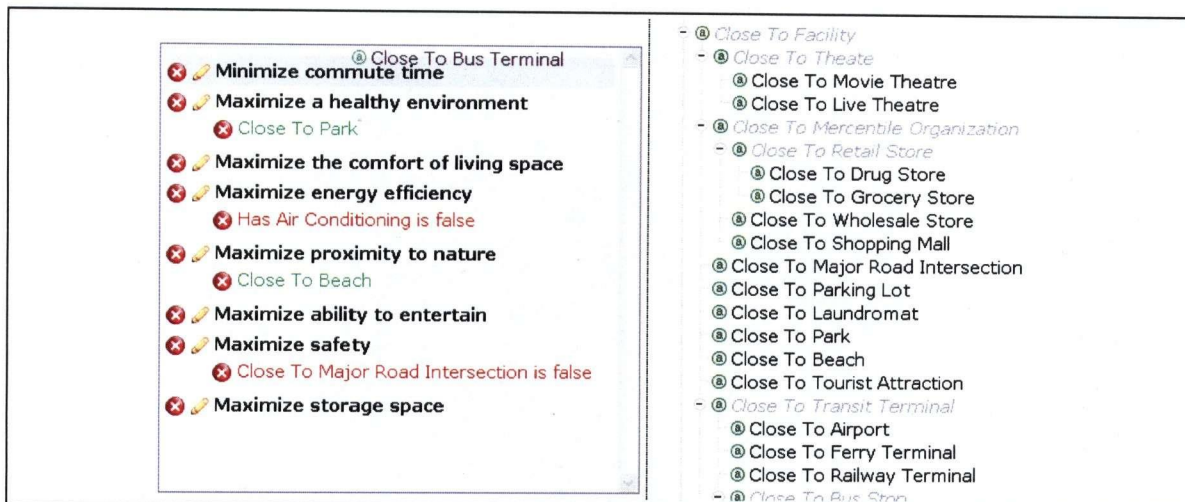 Close To Bus Terminal
Minimize commute time
Maximize a healthy environment
Close To Park
Maximize the comfort of living space
Maximize energy efficiency
Has Air Conditioning is false
Maximize proximity to nature
Close To Beach
Maximize ability to entertain
Maximize safety
Close To Major Road Intersection is false
Maximize storage space
- ⓐ Close To Facility
- ⓐ Close To Theate
ⓐ Close To Movie Theatre
ⓐ Close To Live Theatre
- ⓐ Close To Mercentile Organization
- ⓐ Close To Retail Store
ⓐ Close To Drug Store
ⓐ Close To Grocery Store
ⓐ Close To Wholesale Store
ⓐ Close To Shopping Mall
ⓐ Close To Major Road Intersection
ⓐ Close To Parking Lot
ⓐ Close To Laundromat
ⓐ Close To Park
ⓐ Close To Beach
ⓐ Close To Tourist Attraction
- ⓐ Close To Transit Terminal
ⓐ Close To Airport
ⓐ Close To Ferry Terminal
ⓐ Close To Railway Terminal
- ⓐ Close To Bus Stop